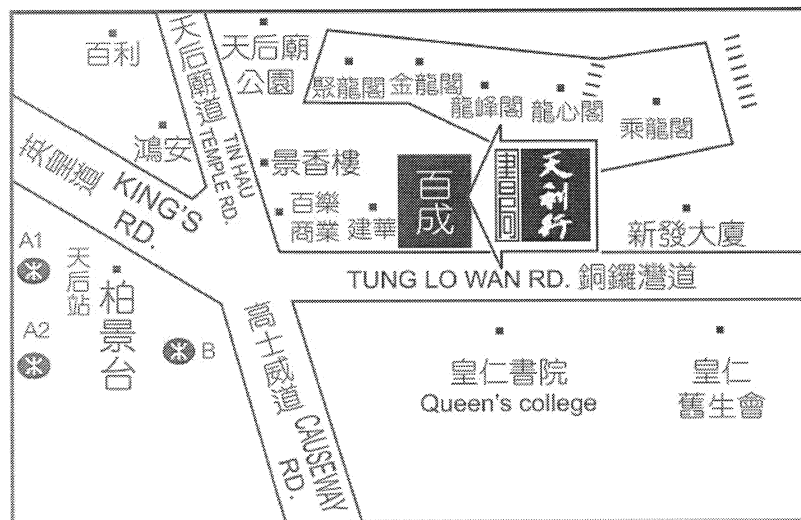 百利
鴻安
天后廟道
TIN HAU
TEMPLE RD.
天后廟
公園
聚龍閣
金龍閣
龍峰閣
龍心閣
乘龍閣
英皇道
KING'S
RD.
景香樓
百樂
商業
建華
百成
書局
天利行
新發大廈
TUNG LO WAN RD. 銅鑼灣道
A1
天后站
柏景台
A2
B
高士威道
CAUSEWAY
RD.
皇仁書院
Queen's college
皇仁
舊生會